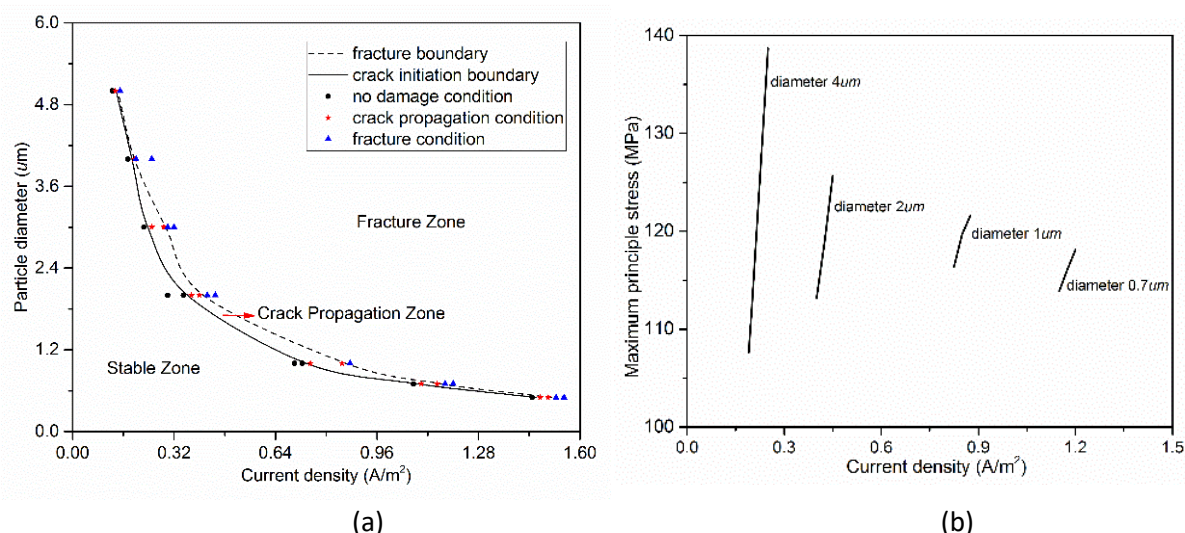 6.0
4.8
3.6
2.4
1.2
0.0
Particle diameter (um)
fracture boundary
crack initiation boundary
no damage condition
crack propagation condition
fracture condition
Fracture Zone
Crack Propagation Zone
Stable Zone
0.00 0.32 0.64 0.96 1.28 1.60
Current density (A/m²)
(a)
140
130
120
110
100
Maximum principle stress (MPa)
diameter 4um
diameter 2um
diameter 1um
diameter 0.7um
0.0 0.3 0.6 0.9 1.2 1.5
Current density (A/m²)
(b)